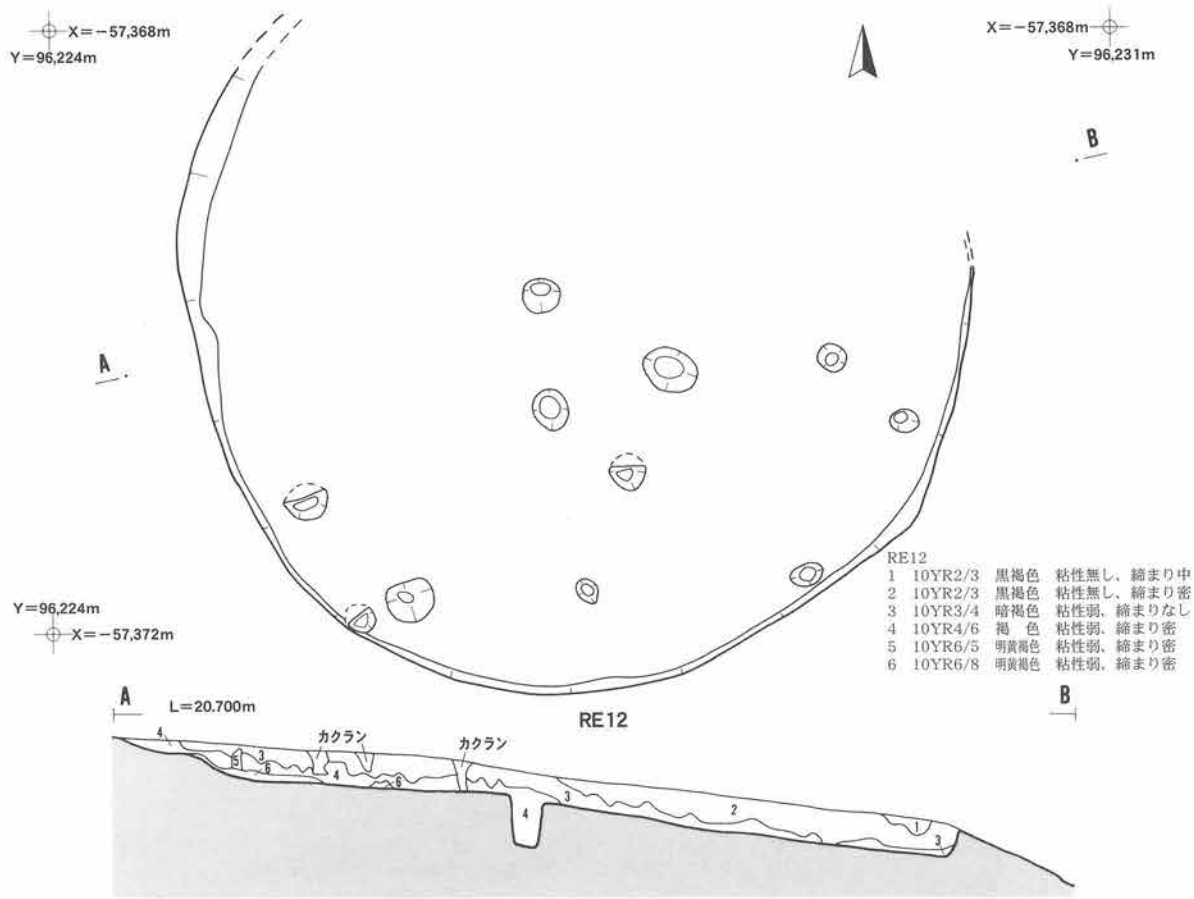 X=-57,368m
Y=96,224m
X=-57,368m
Y=96,231m
B
A
RE12
1 10YR2/3 黒褐色 粘性無し、締まり中
2 10YR2/3 黒褐色 粘性無し、締まり密
3 10YR3/4 暗褐色 粘性弱、締まりなし
4 10YR4/6 褐 色 粘性弱、締まり密
5 10YR6/5 明黄褐色 粘性弱、締まり密
6 10YR6/8 明黄褐色 粘性弱、締まり密
Y=96,224m
X=-57,372m
A
L=20.700m
RE12
B
4
カクラン
カクラン
5
3
6
4
6
4
3
2
1
3